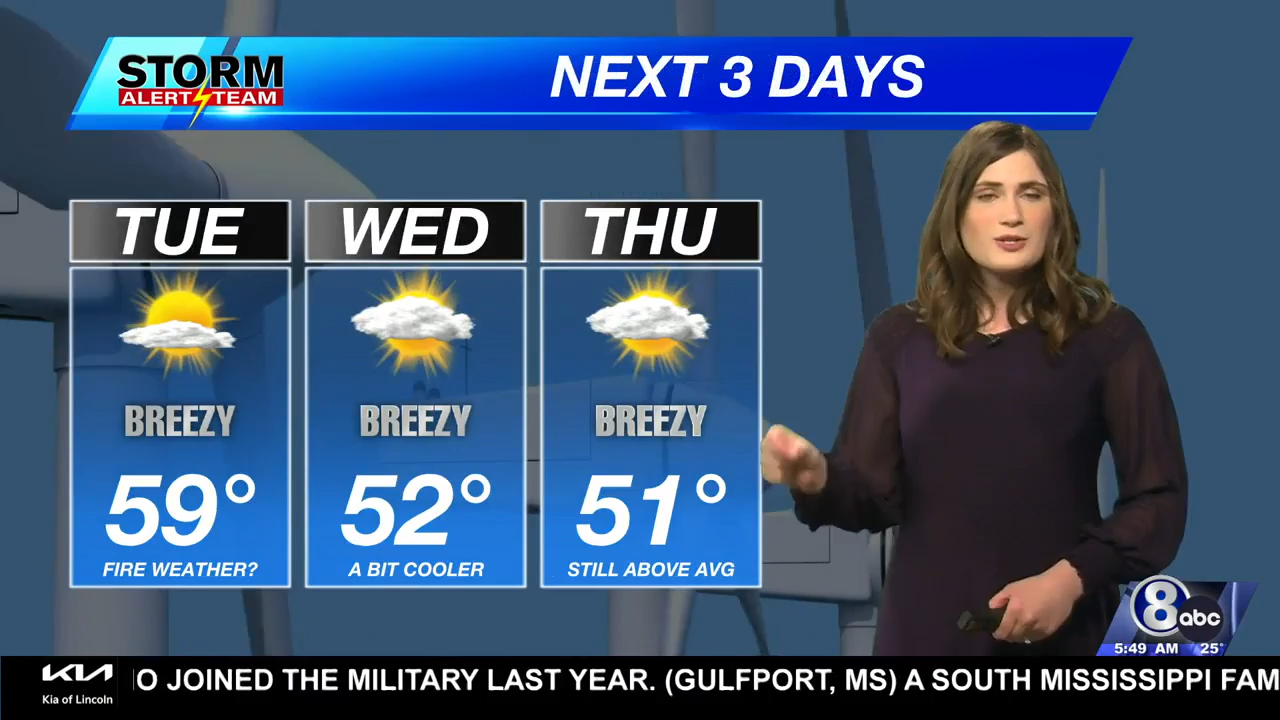 STORM
ALERT TEAM
NEXT 3 DAYS
TUE
WED
THU
BREEZY
BREEZY
BREEZY
59°
52°
51°
FIRE WEATHER?
A BIT COOLER
STILL ABOVE AVG
8 abc
5:49 AM 25°
KIA
Kia of Lincoln
O JOINED THE MILITARY LAST YEAR. (GULFPORT, MS) A SOUTH MISSISSIPPI FAM